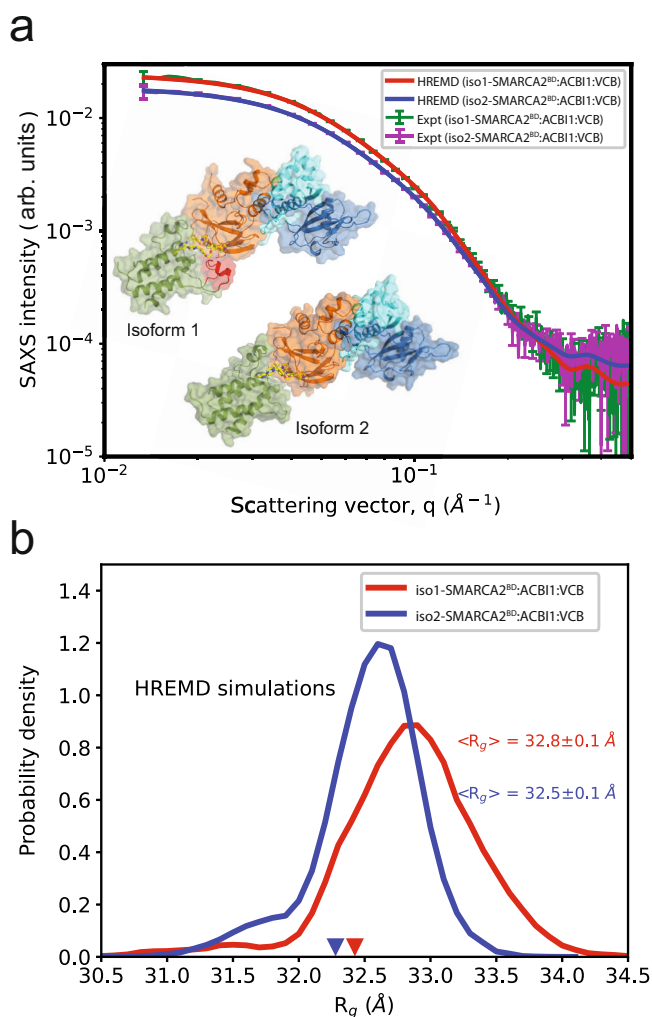 a
SAXS intensity (arb. units)
10⁻²
10⁻³
10⁻⁴
10⁻⁵
HREMD (iso1-SMARCA2ᴮᴰ:ACBI1:VCB)
HREMD (iso2-SMARCA2ᴮᴰ:ACBI1:VCB)
Expt (iso1-SMARCA2ᴮᴰ:ACBI1:VCB)
Expt (iso2-SMARCA2ᴮᴰ:ACBI1:VCB)
Isoform 1
Isoform 2
10⁻² 10⁻¹
Scattering vector, q (Å⁻¹)
b
Probability density
1.4
1.2
1.0
0.8
0.6
0.4
0.2
0.0
iso1-SMARCA2ᴮᴰ:ACBI1:VCB
iso2-SMARCA2ᴮᴰ:ACBI1:VCB
HREMD simulations
<R_g> = 32.8±0.1 Å
<R_g> = 32.5±0.1 Å
30.5 31.0 31.5 32.0 32.5 33.0 33.5 34.0 34.5
R_g (Å)